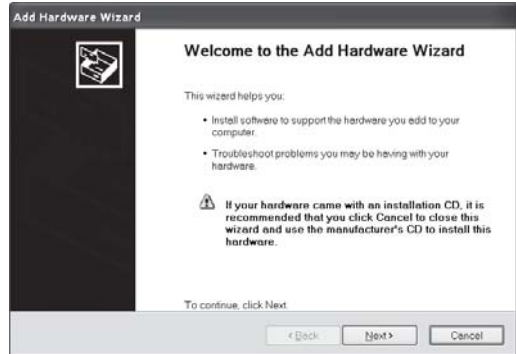 Add Hardware Wizard
Welcome to the Add Hardware Wizard
This wizard helps you:
• Install software to support the hardware you add to your
computer.
• Troubleshoot problems you may be having with your
hardware.
If your hardware came with an installation CD, it is
recommended that you click Cancel to close this
wizard and use the manufacturer's CD to install this
hardware.
To continue, click Next.
< Back
Next >
Cancel